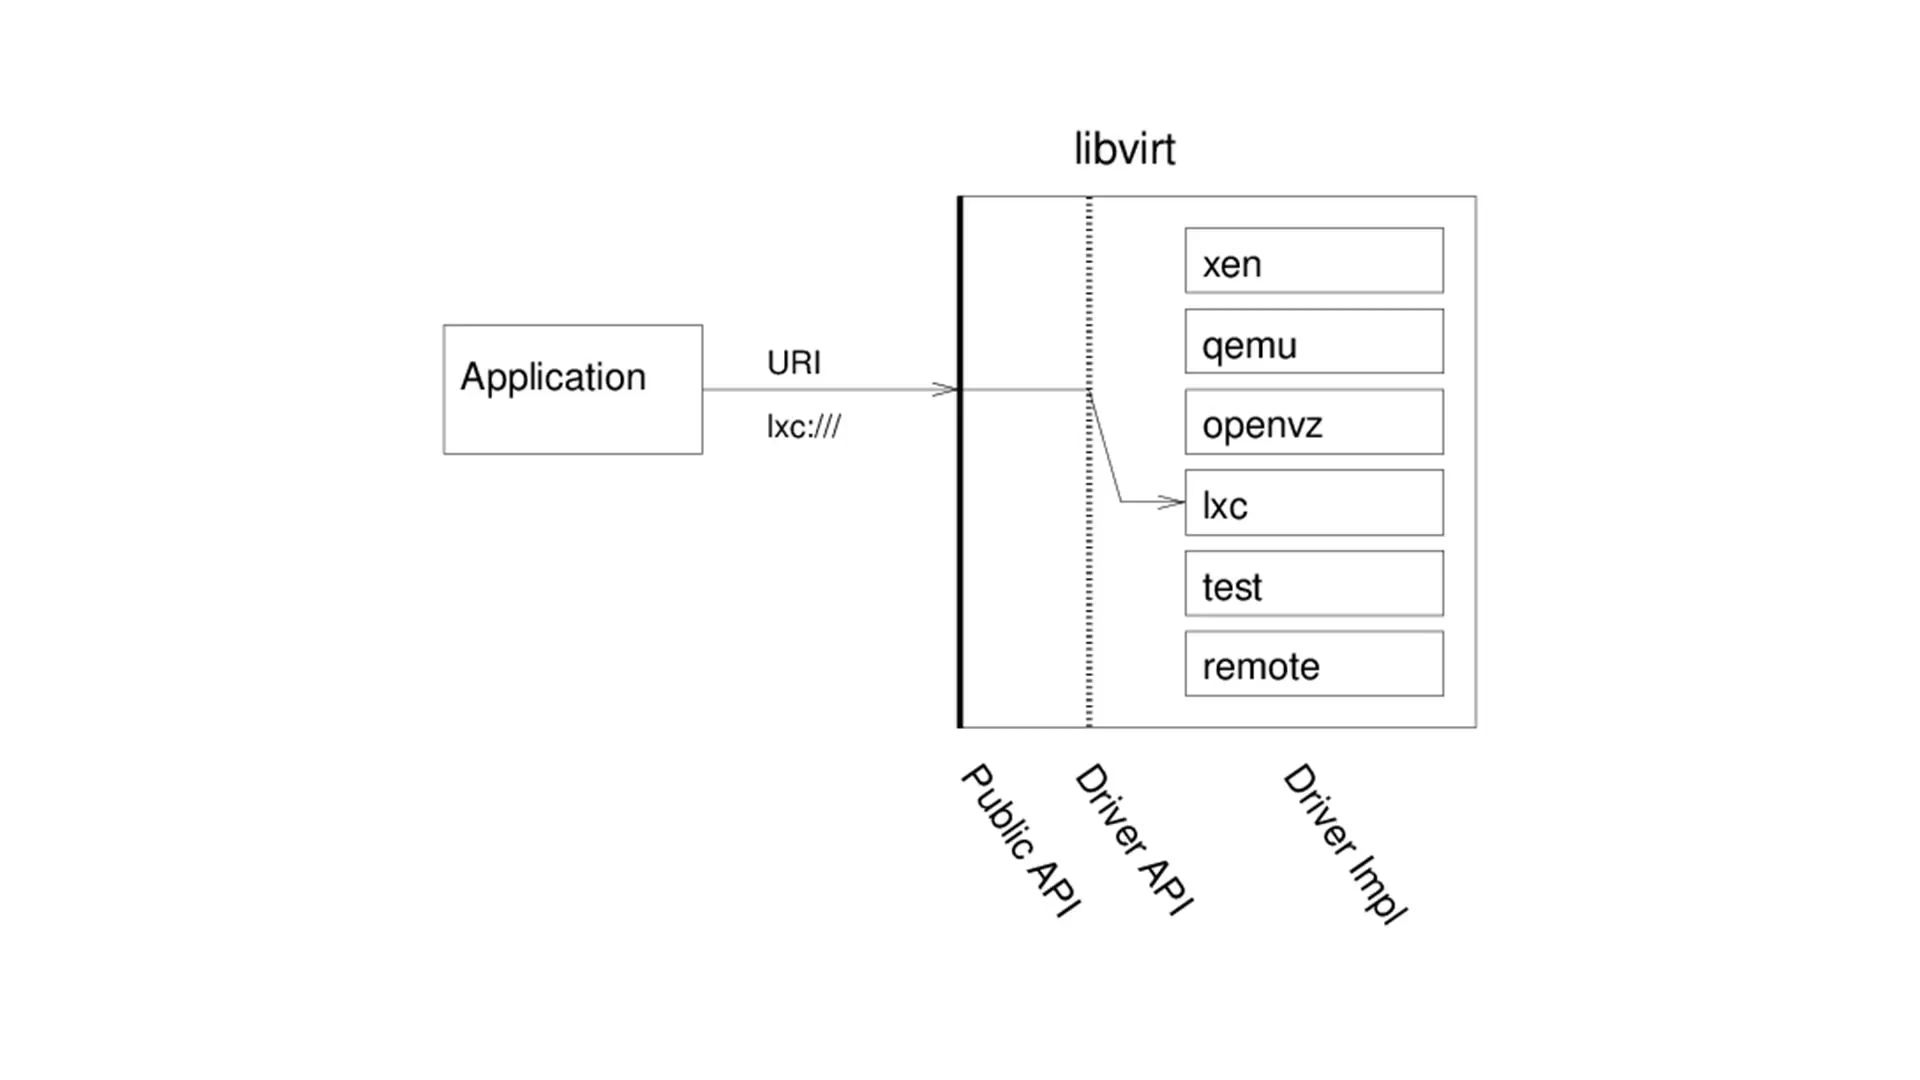 libvirt
xen
qemu
Application
URI
lxc:///
openvz
lxc
test
remote
Public API
Driver API
Driver Impl